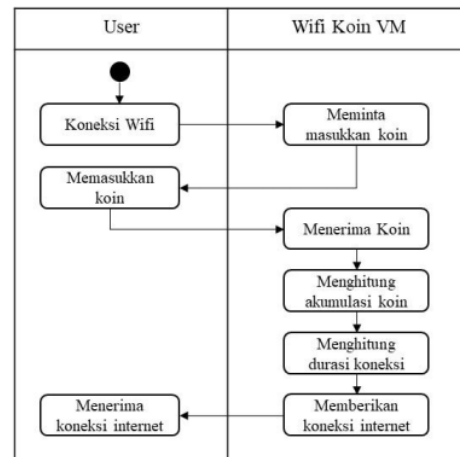 User
Wifi Koin VM
Koneksi Wifi
Meminta
masukkan koin
Memasukkan
koin
Menerima Koin
Menghitung
akumulasi koin
Menghitung
durasi koneksi
Menerima
koneksi internet
Memberikan
koneksi internet